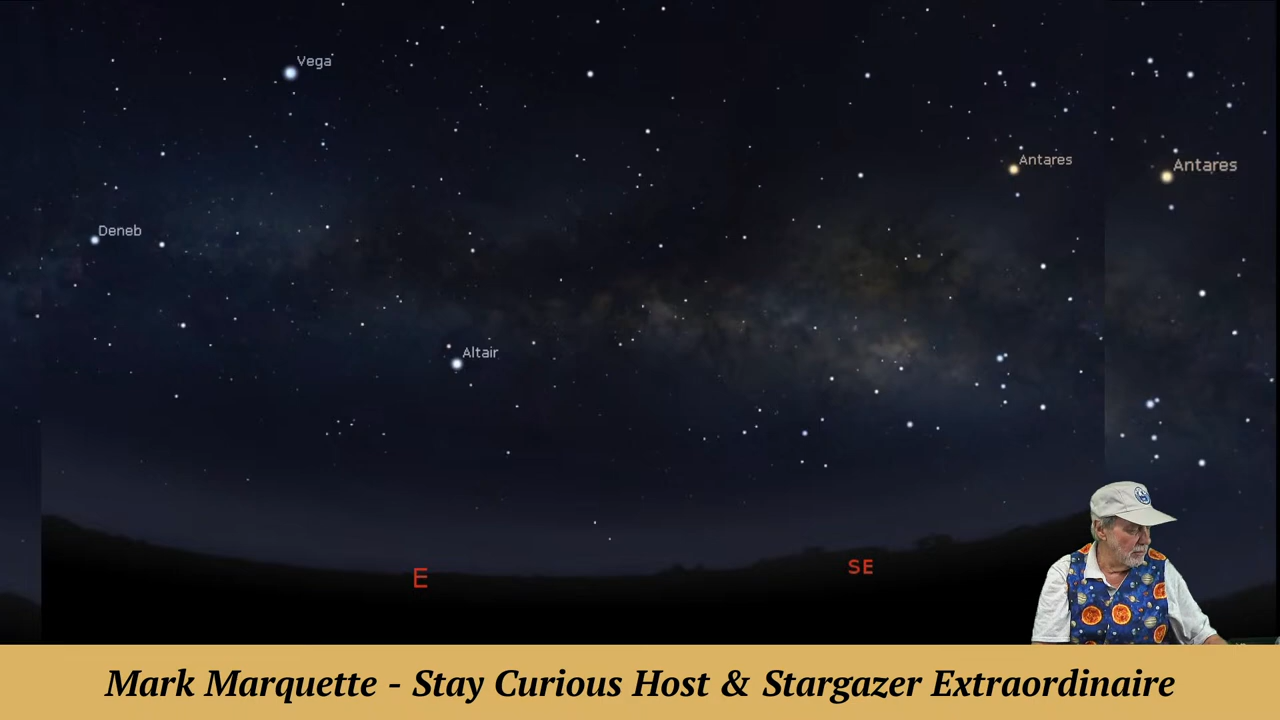 Vega
Antares
Antares
Deneb
Altair
E
SE
Mark Marquette - Stay Curious Host & Stargazer Extraordinaire